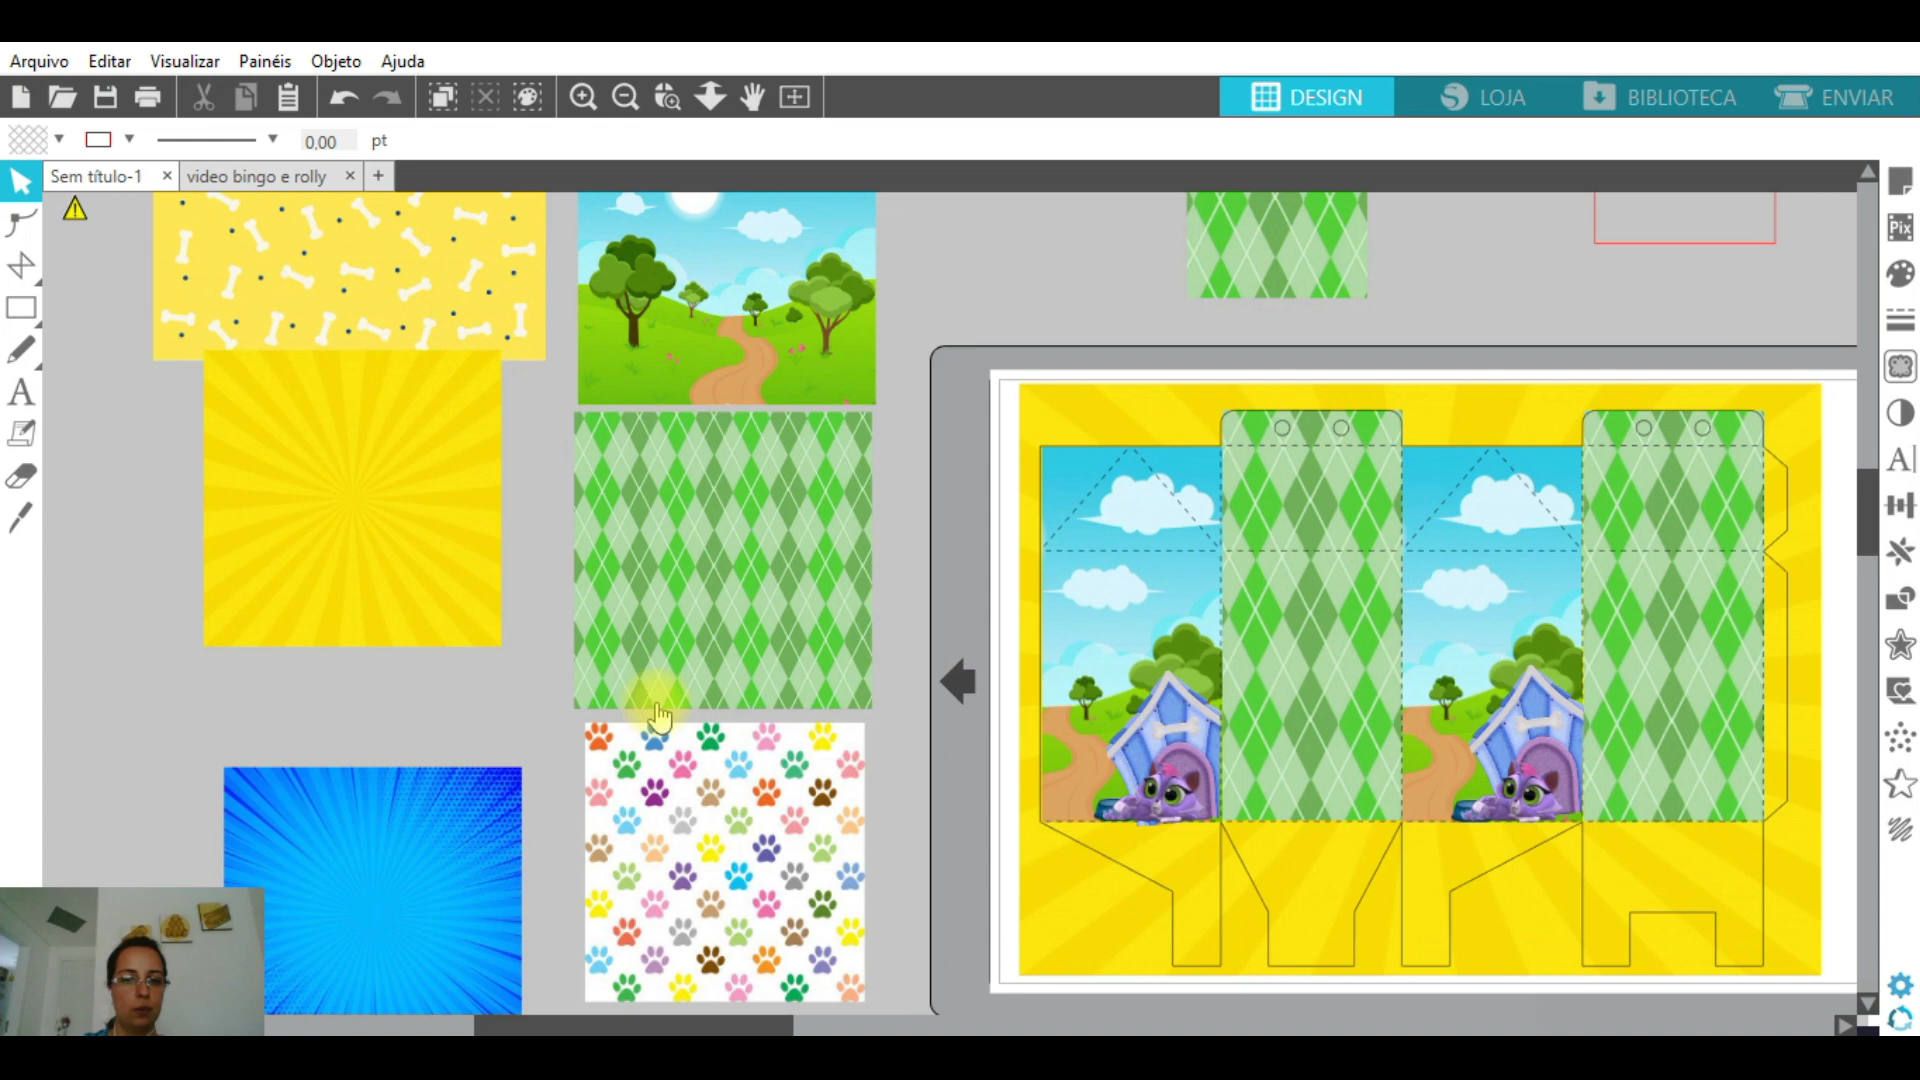 Arquivo Editar Visualizar Painéis Objeto Ajuda
DESIGN LOJA BIBLIOTECA ENVIAR
0,00 pt
Sem título-1 × video bingo e rolly × +
Pix
A
A